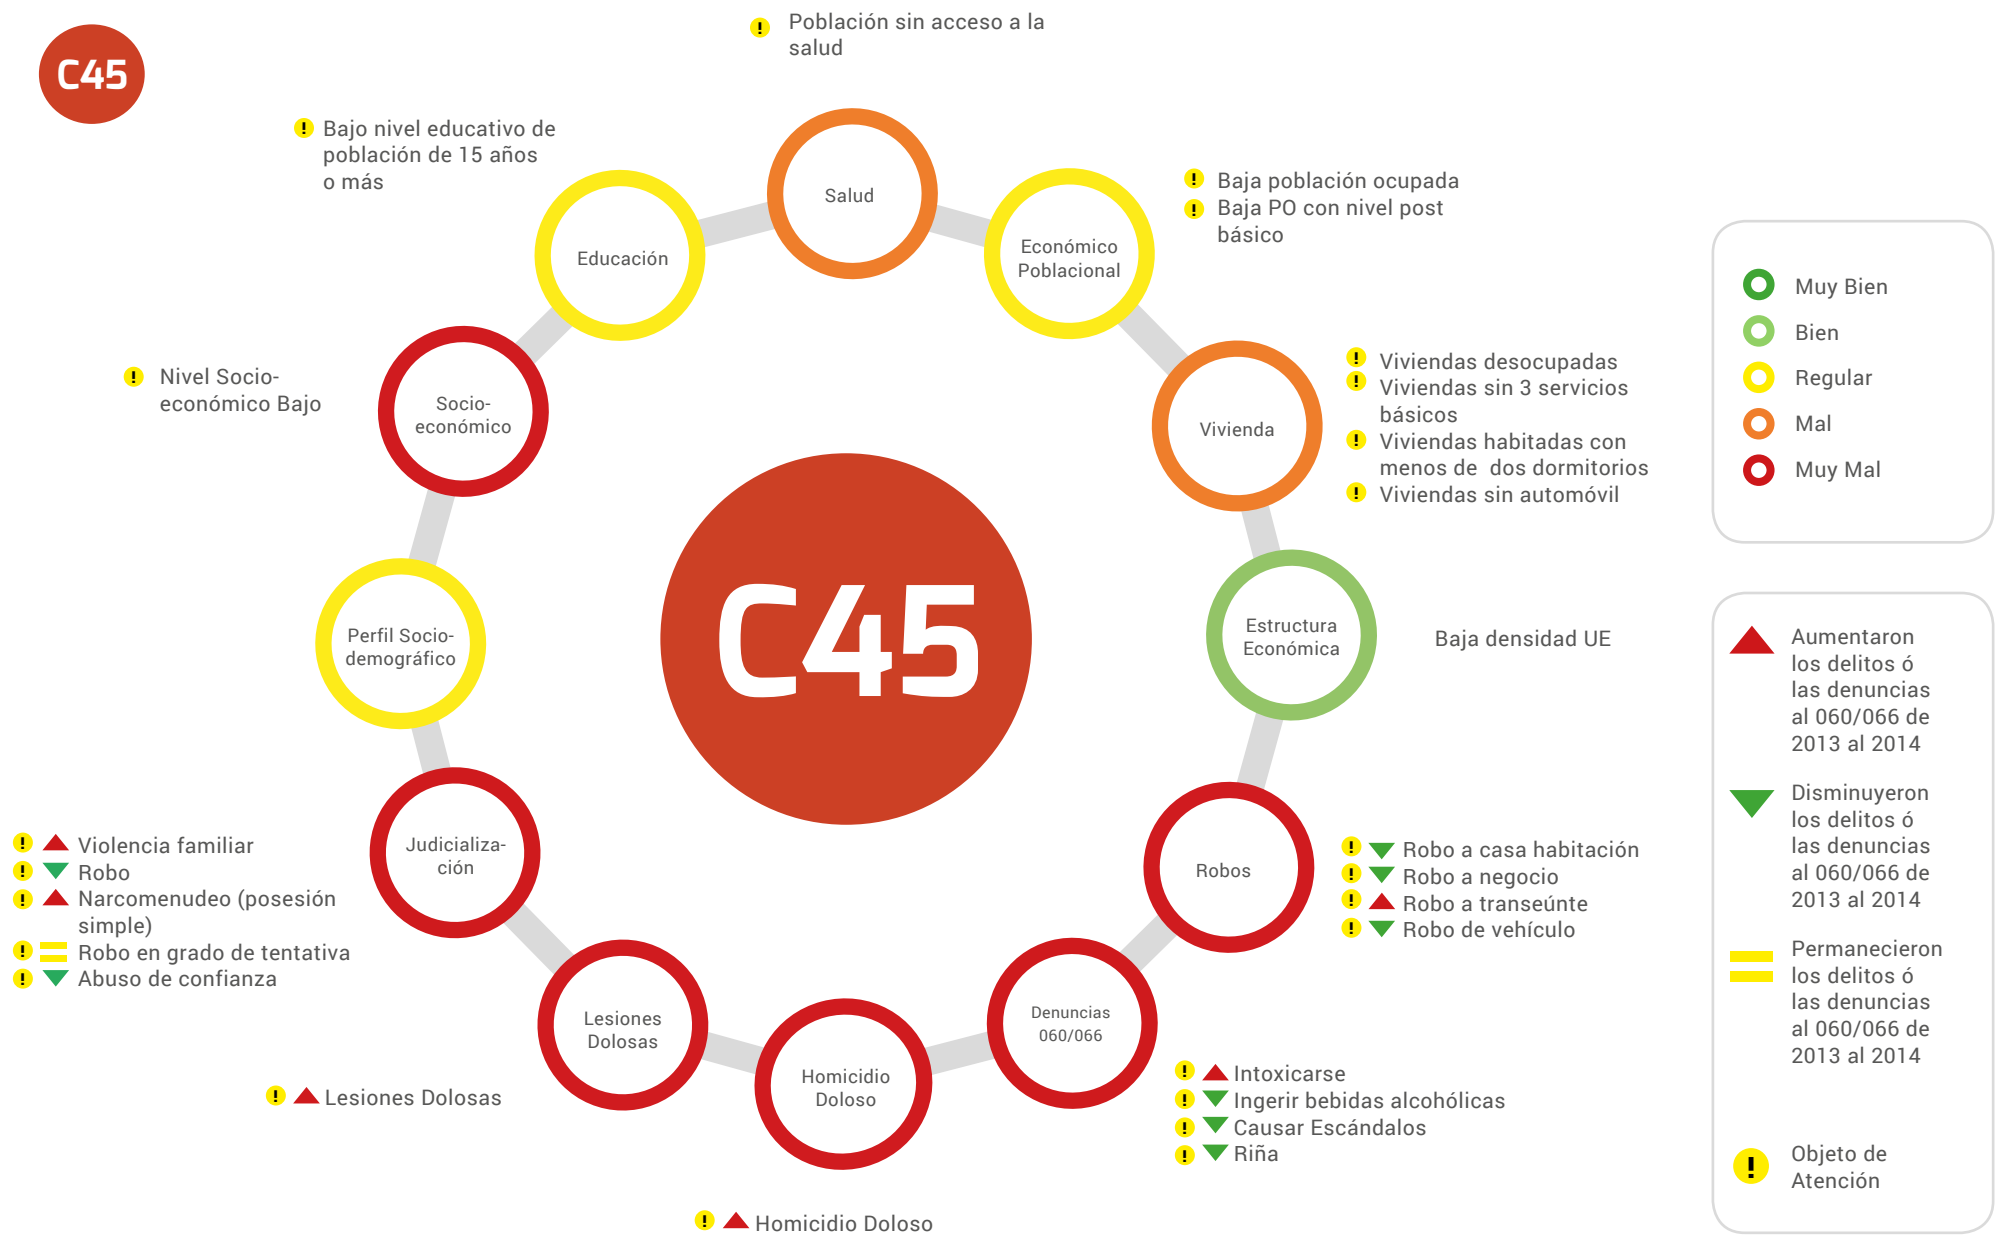 C45
Población sin acceso a la
salud
Bajo nivel educativo de
población de 15 años
o más
Salud
Baja población ocupada
Baja PO con nivel post
básico
Educación
Económico
Poblacional
Nivel Socio-
económico Bajo
Socio-
económico
Vivienda
Viviendas desocupadas
Viviendas sin 3 servicios
básicos
Viviendas habitadas con
menos de  dos dormitorios
Viviendas sin automóvil
Muy Bien
Bien
Regular
Mal
Muy Mal
C45
Perfil Socio-
demográfico
Estructura
Económica
Baja densidad UE
Judicializa-
ción
Violencia familiar
Robo
Narcomenudeo (posesión
simple)
Robo en grado de tentativa
Abuso de confianza
Robos
Robo a casa habitación
Robo a negocio
Robo a transeúnte
Robo de vehículo
Lesiones
Dolosas
Lesiones Dolosas
Homicidio
Doloso
Homicidio Doloso
Denuncias
060/066
Intoxicarse
Ingerir bebidas alcohólicas
Causar Escándalos
Riña
Aumentaron
los delitos ó
las denuncias
al 060/066 de
2013 al 2014
Disminuyeron
los delitos ó
las denuncias
al 060/066 de
2013 al 2014
Permanecieron
los delitos ó
las denuncias
al 060/066 de
2013 al 2014
Objeto de
Atención